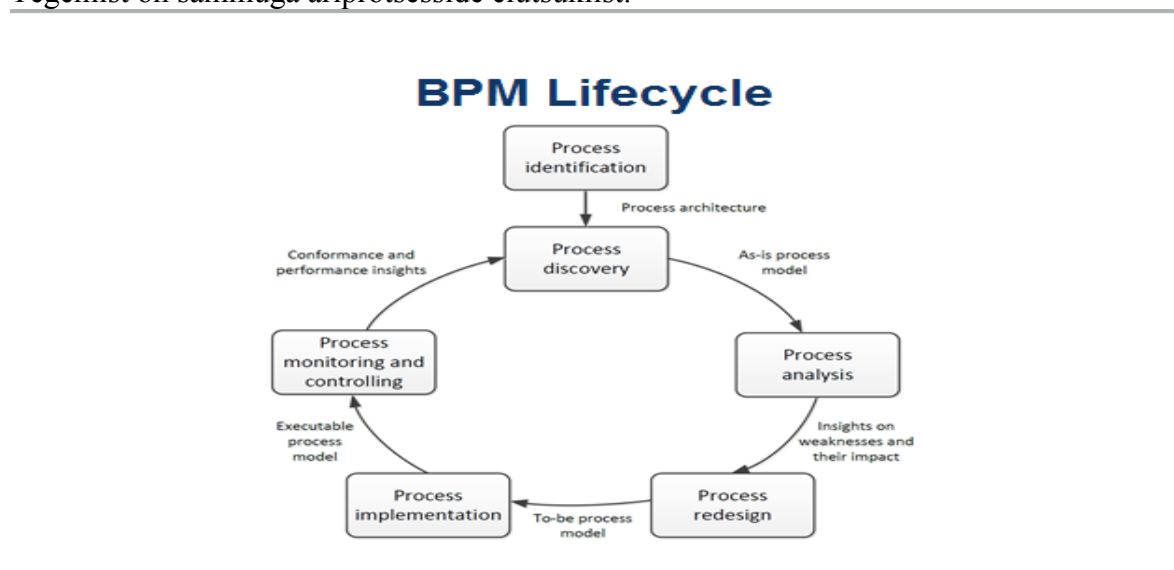 BPM Lifecycle
Process
identification
Process architecture
Process
discovery
Conformance and
performance insights
As-is process
model
Process
monitoring and
controlling
Process
analysis
Executable
process
model
Insights on
weaknesses and
their impact
Process
implementation
To-be process
model
Process
redesign